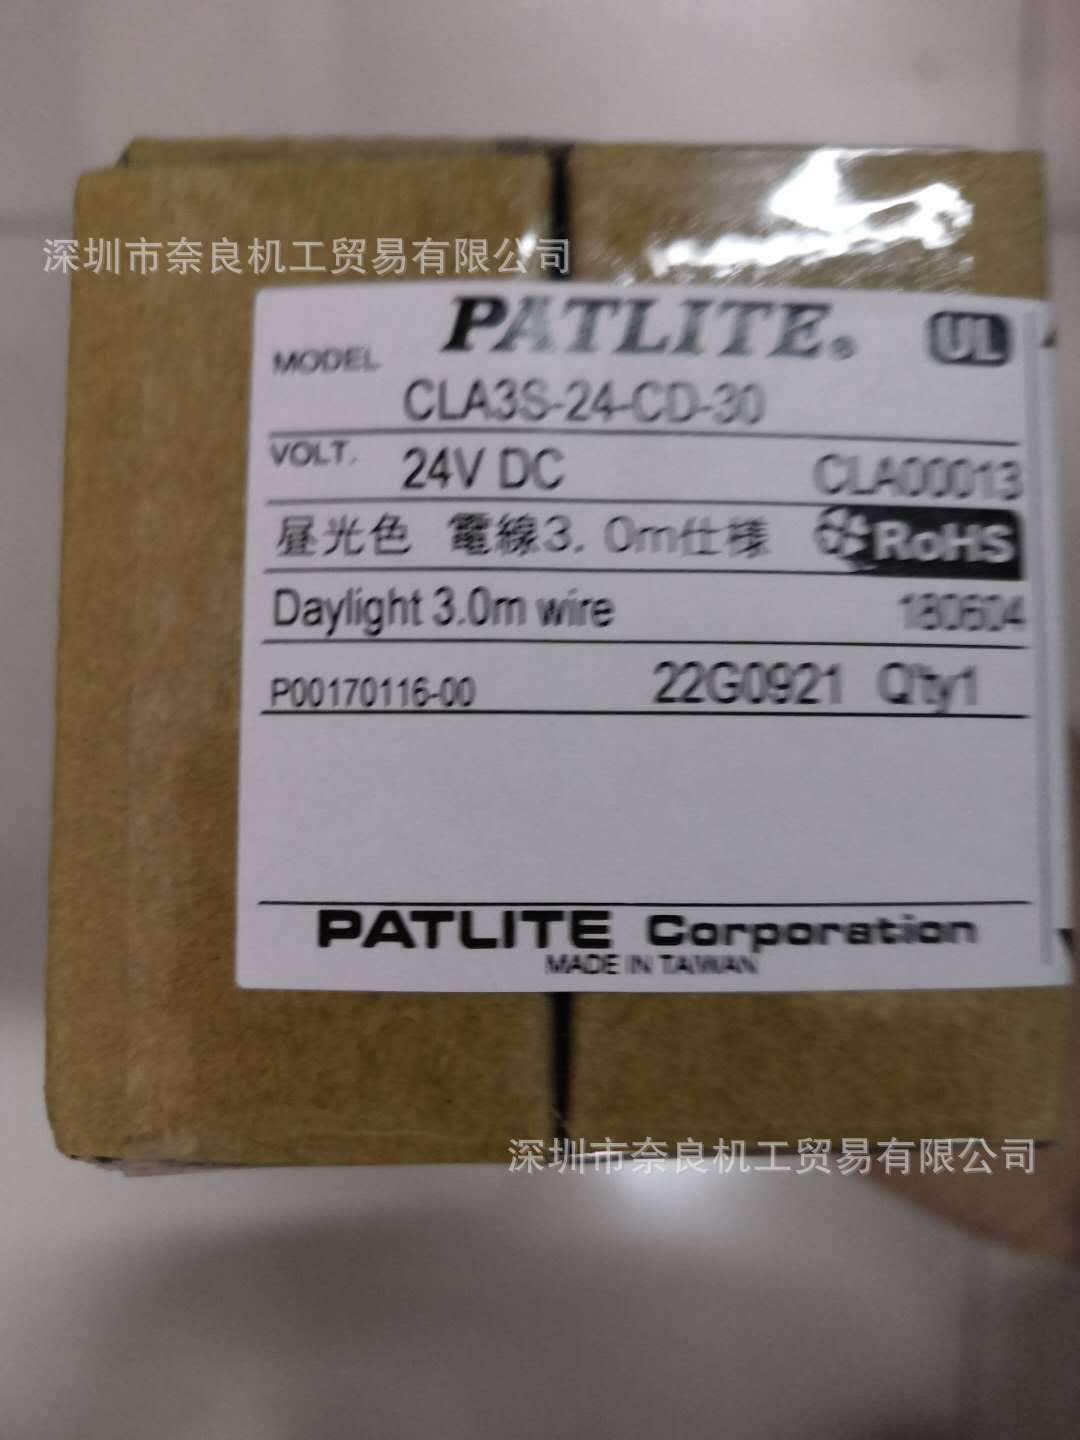 深圳市奈良机工贸易有限公司
PATLITE®
UL
MODEL
CLA3S-24-CD-30
VOLT. 24V DC CLA00013
昼光色 電線3.0m仕様 RoHS
Daylight 3.0m wire 180604
P00170116-00 22G0921 Q'ty1
PATLITE Corporation
MADE IN TAIWAN
深圳市奈良机工贸易有限公司